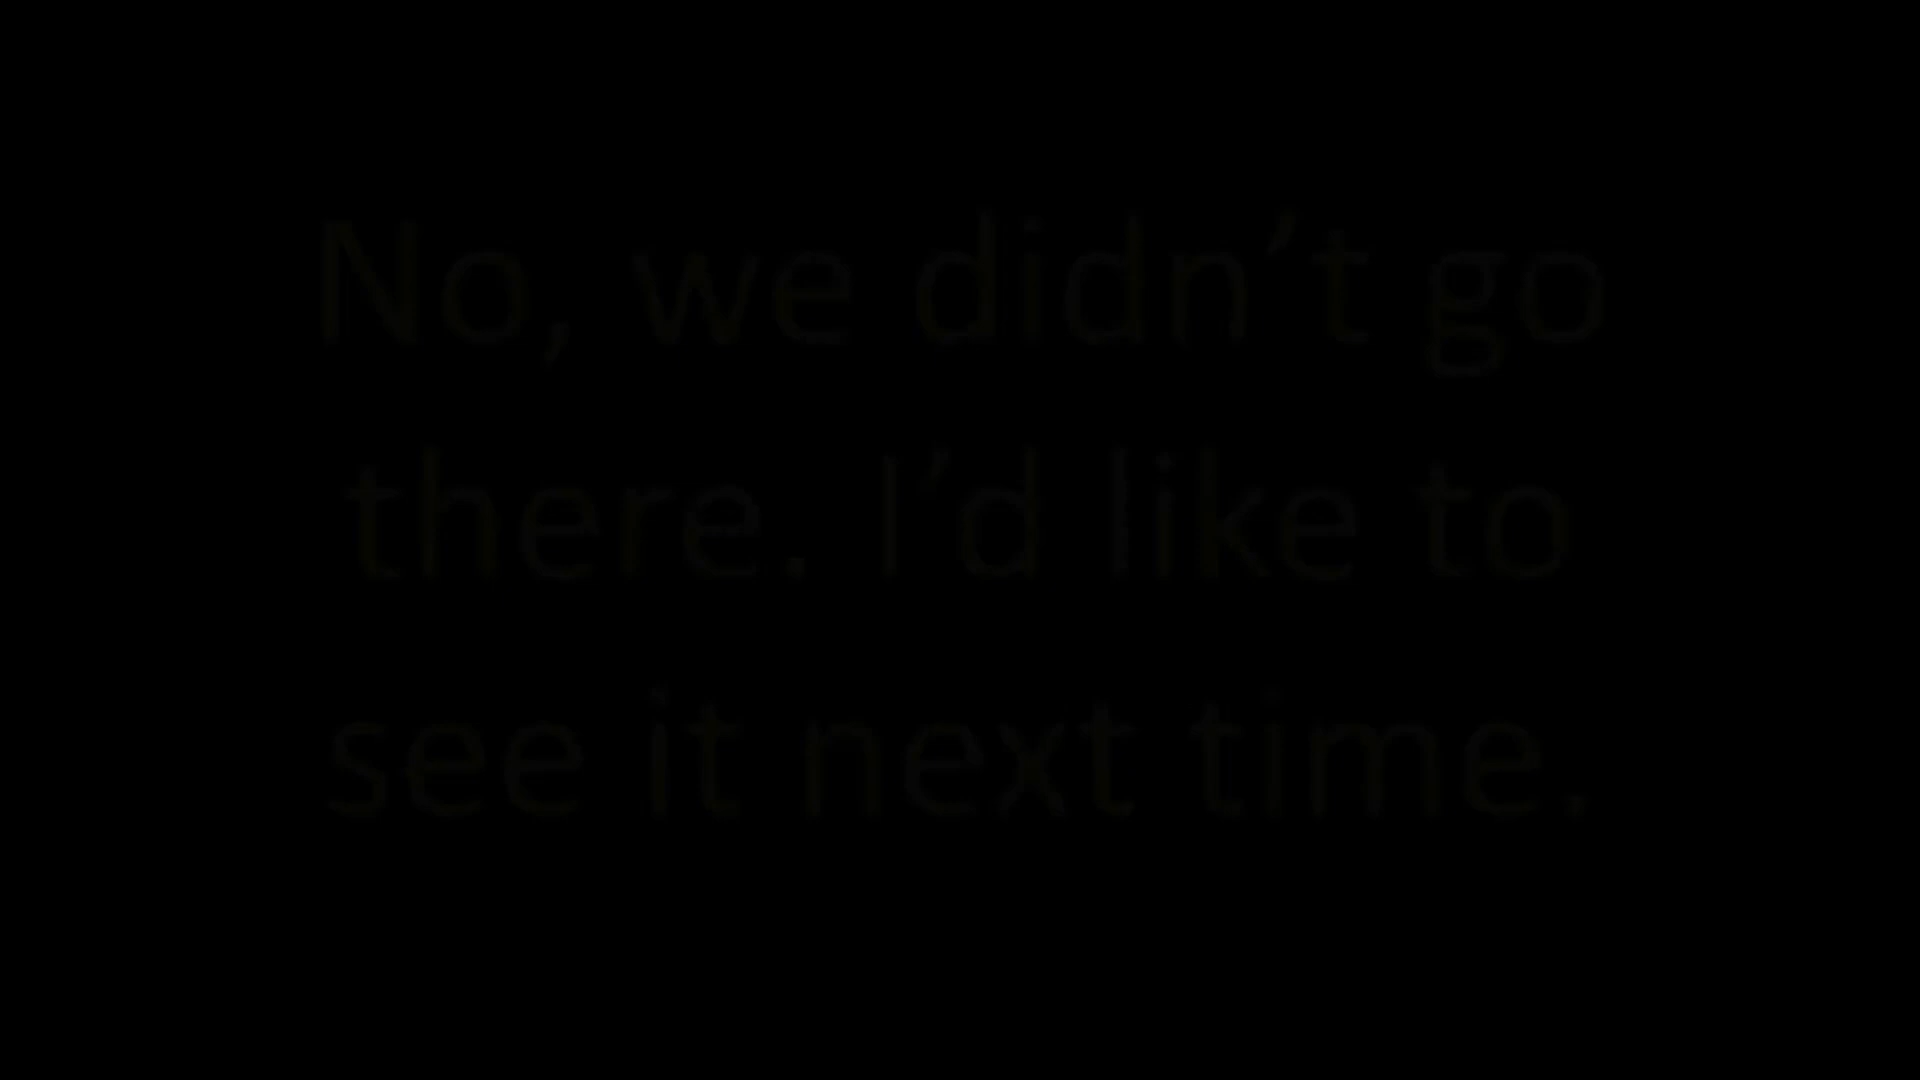 No, we didn’t go
there. I’d like to
see it next time.